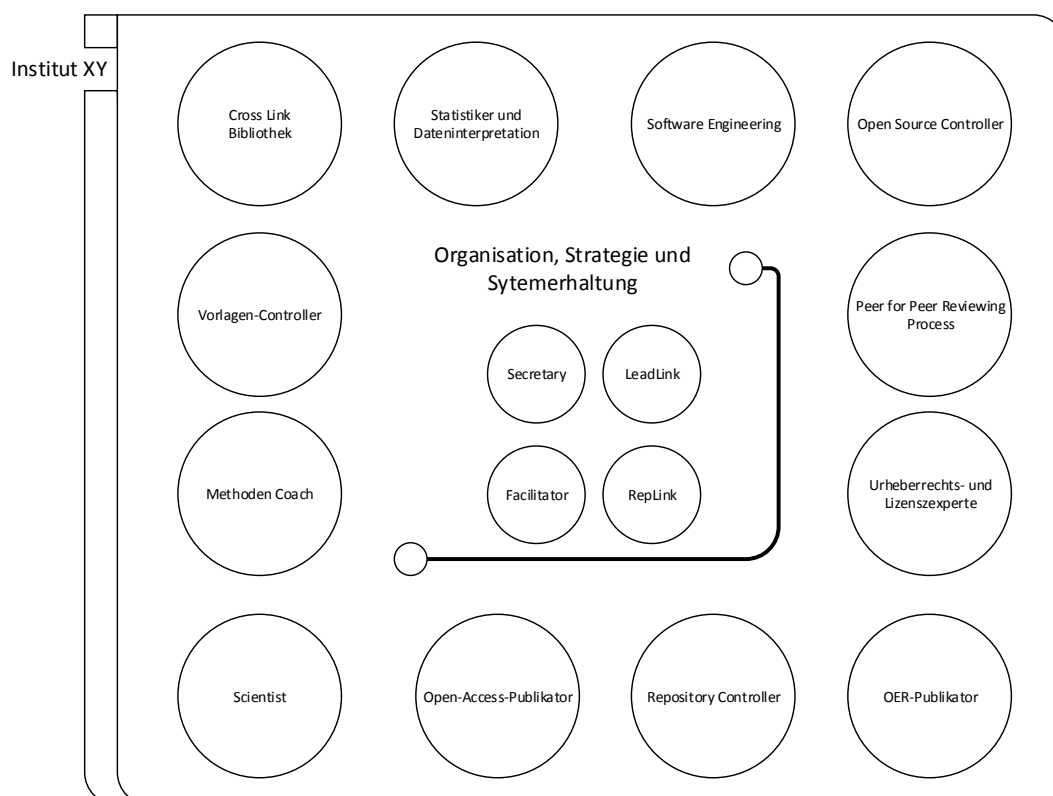 Institut XY
Cross Link
Bibliothek
Statistiker und
Dateninterpretation
Software Engineering
Open Source Controller
Organisation, Strategie und
Sytemerhaltung
Vorlagen-Controller
Peer for Peer Reviewing
Process
Secretary
LeadLink
Methoden Coach
Facilitator
RepLink
Urheberrechts- und
Lizenszexperte
Scientist
Open-Access-Publikator
Repository Controller
OER-Publikator